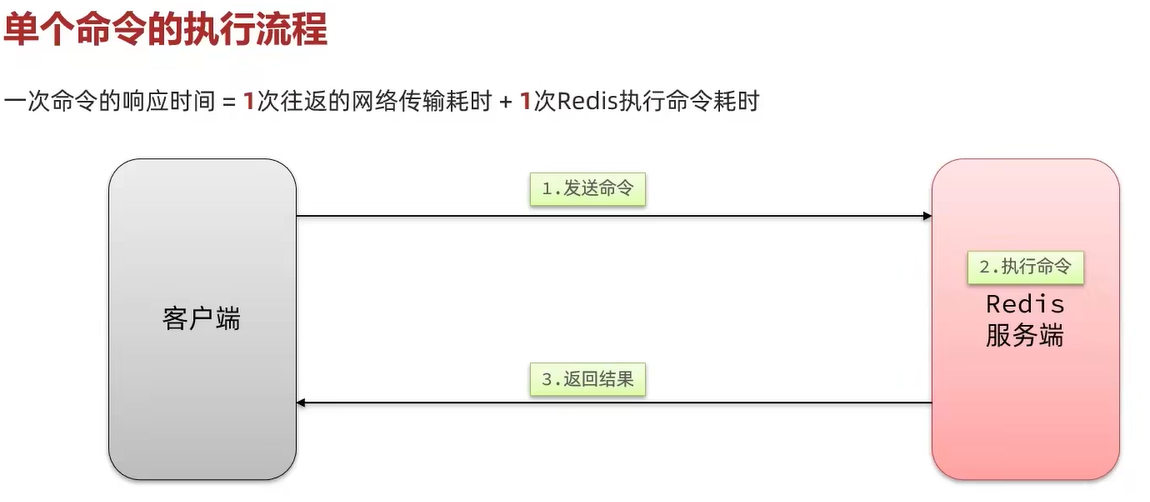 单个命令的执行流程
一次命令的响应时间 = 1次往返的网络传输耗时 + 1次Redis执行命令耗时
1.发送命令
2.执行命令
客户端
Redis
服务端
3.返回结果